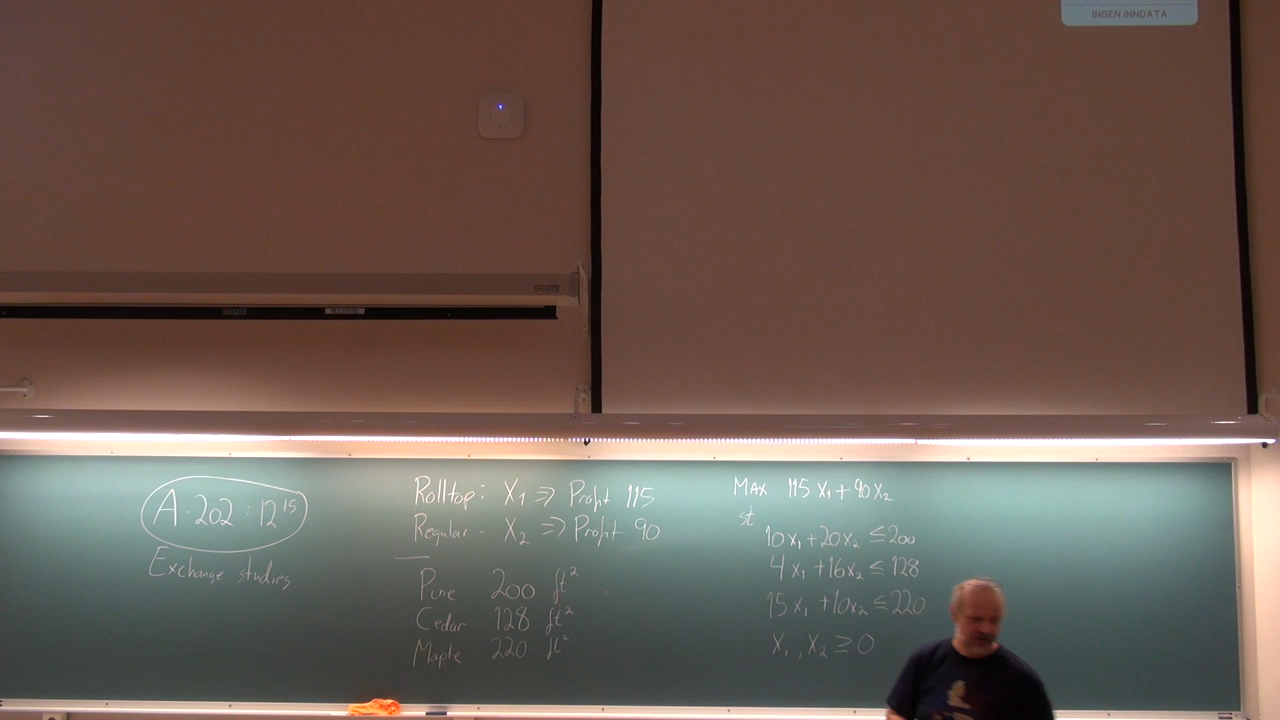 INGEN INNDATA
A-202: 12 15
Exchange studies
Rolltop: X₁ ⇒ Profit 115
Regular: X₂ ⇒ Profit 90
Pine 200 ft²
Cedar 128 ft²
Maple 220 ft²
MAX 115 X₁ + 90 X₂
st
10 X₁ + 20 X₂ ≤ 200
4 X₁ + 16 X₂ ≤ 128
15 X₁ + 10 X₂ ≤ 220
X₁, X₂ ≥ 0